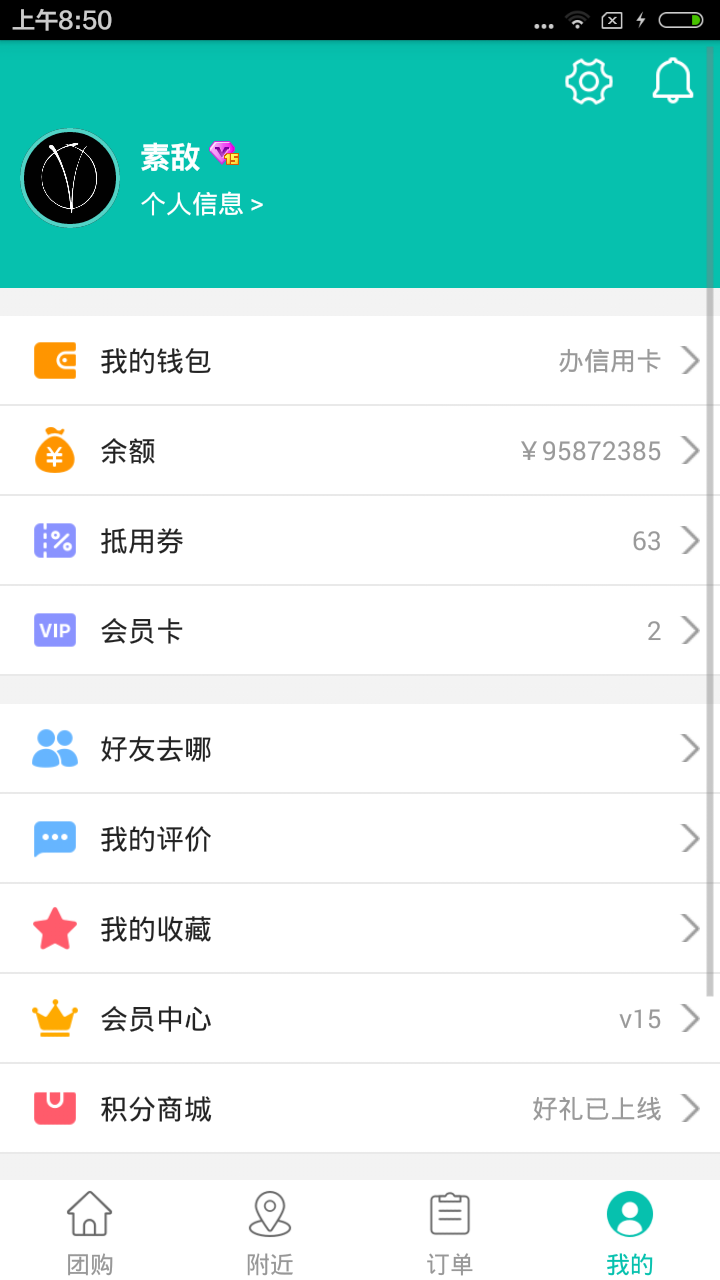 上午8:50
素敌 15
个人信息 >
我的钱包 办信用卡
余额 ￥95872385
抵用券 63
VIP 会员卡 2
好友去哪
我的评价
我的收藏
会员中心 v15
积分商城 好礼已上线
团购 附近 订单 我的